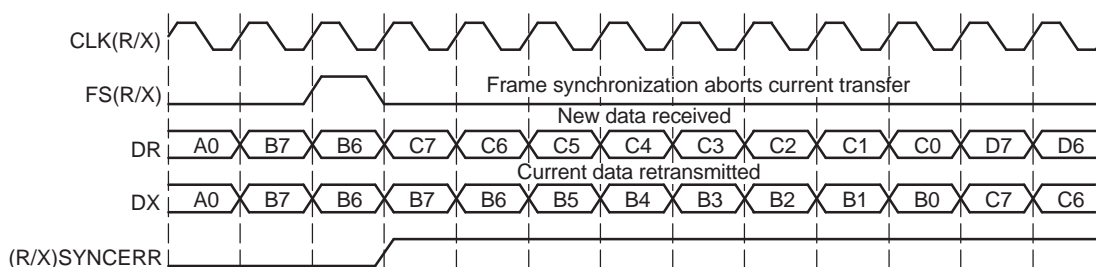 CLK(R/X)
FS(R/X)
Frame synchronization aborts current transfer
New data received
DR A0 B7 B6 C7 C6 C5 C4 C3 C2 C1 C0 D7 D6
Current data retransmitted
DX A0 B7 B6 B7 B6 B5 B4 B3 B2 B1 B0 C7 C6
(R/X)SYNCERR